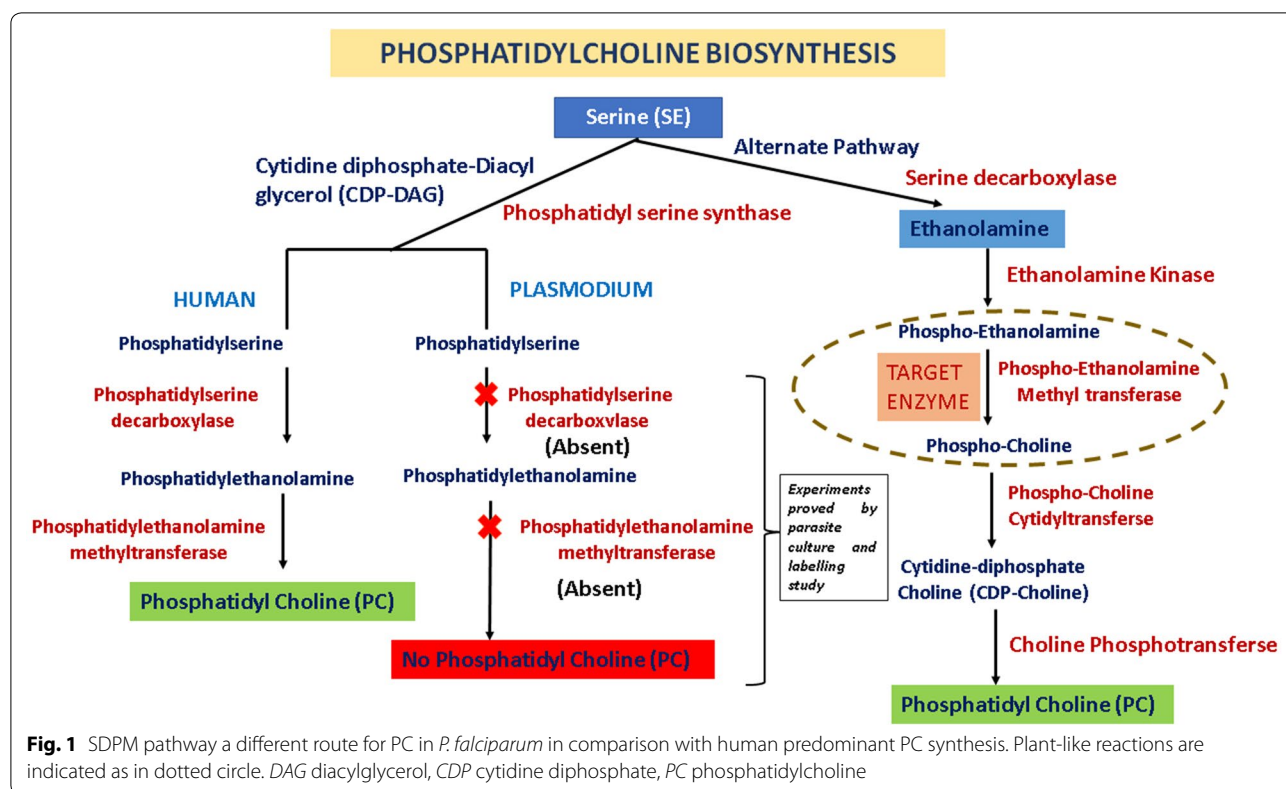 PHOSPHATIDYLCHOLINE BIOSYNTHESIS
Serine (SE)
Cytidine diphosphate-Diacyl
glycerol (CDP-DAG)
Phosphatidyl serine synthase
Alternate Pathway
Serine decarboxylase
Ethanolamine
Ethanolamine Kinase
HUMAN
PLASMODIUM
Phosphatidylserine
Phosphatidylserine
Phosphatidylserine
decarboxylase
Phosphatidylserine
decarboxvlase
(Absent)
Phosphatidylethanolamine
Phosphatidylethanolamine
Phosphatidylethanolamine
methyltransferase
Phosphatidylethanolamine
methyltransferase
(Absent)
Phosphatidyl Choline (PC)
No Phosphatidyl Choline (PC)
Experiments
proved by
parasite
culture and
labelling
study
Phospho-Ethanolamine
TARGET
ENZYME
Phospho-Ethanolamine
Methyl transferase
Phospho-Choline
Phospho-Choline
Cytidyltransferse
Cytidine-diphosphate
Choline (CDP-Choline)
Choline Phosphotransferse
Phosphatidyl Choline (PC)
Fig. 1 SDPM pathway a different route for PC in P. falciparum in comparison with human predominant PC synthesis. Plant-like reactions are
indicated as in dotted circle. DAG diacylglycerol, CDP cytidine diphosphate, PC phosphatidylcholine